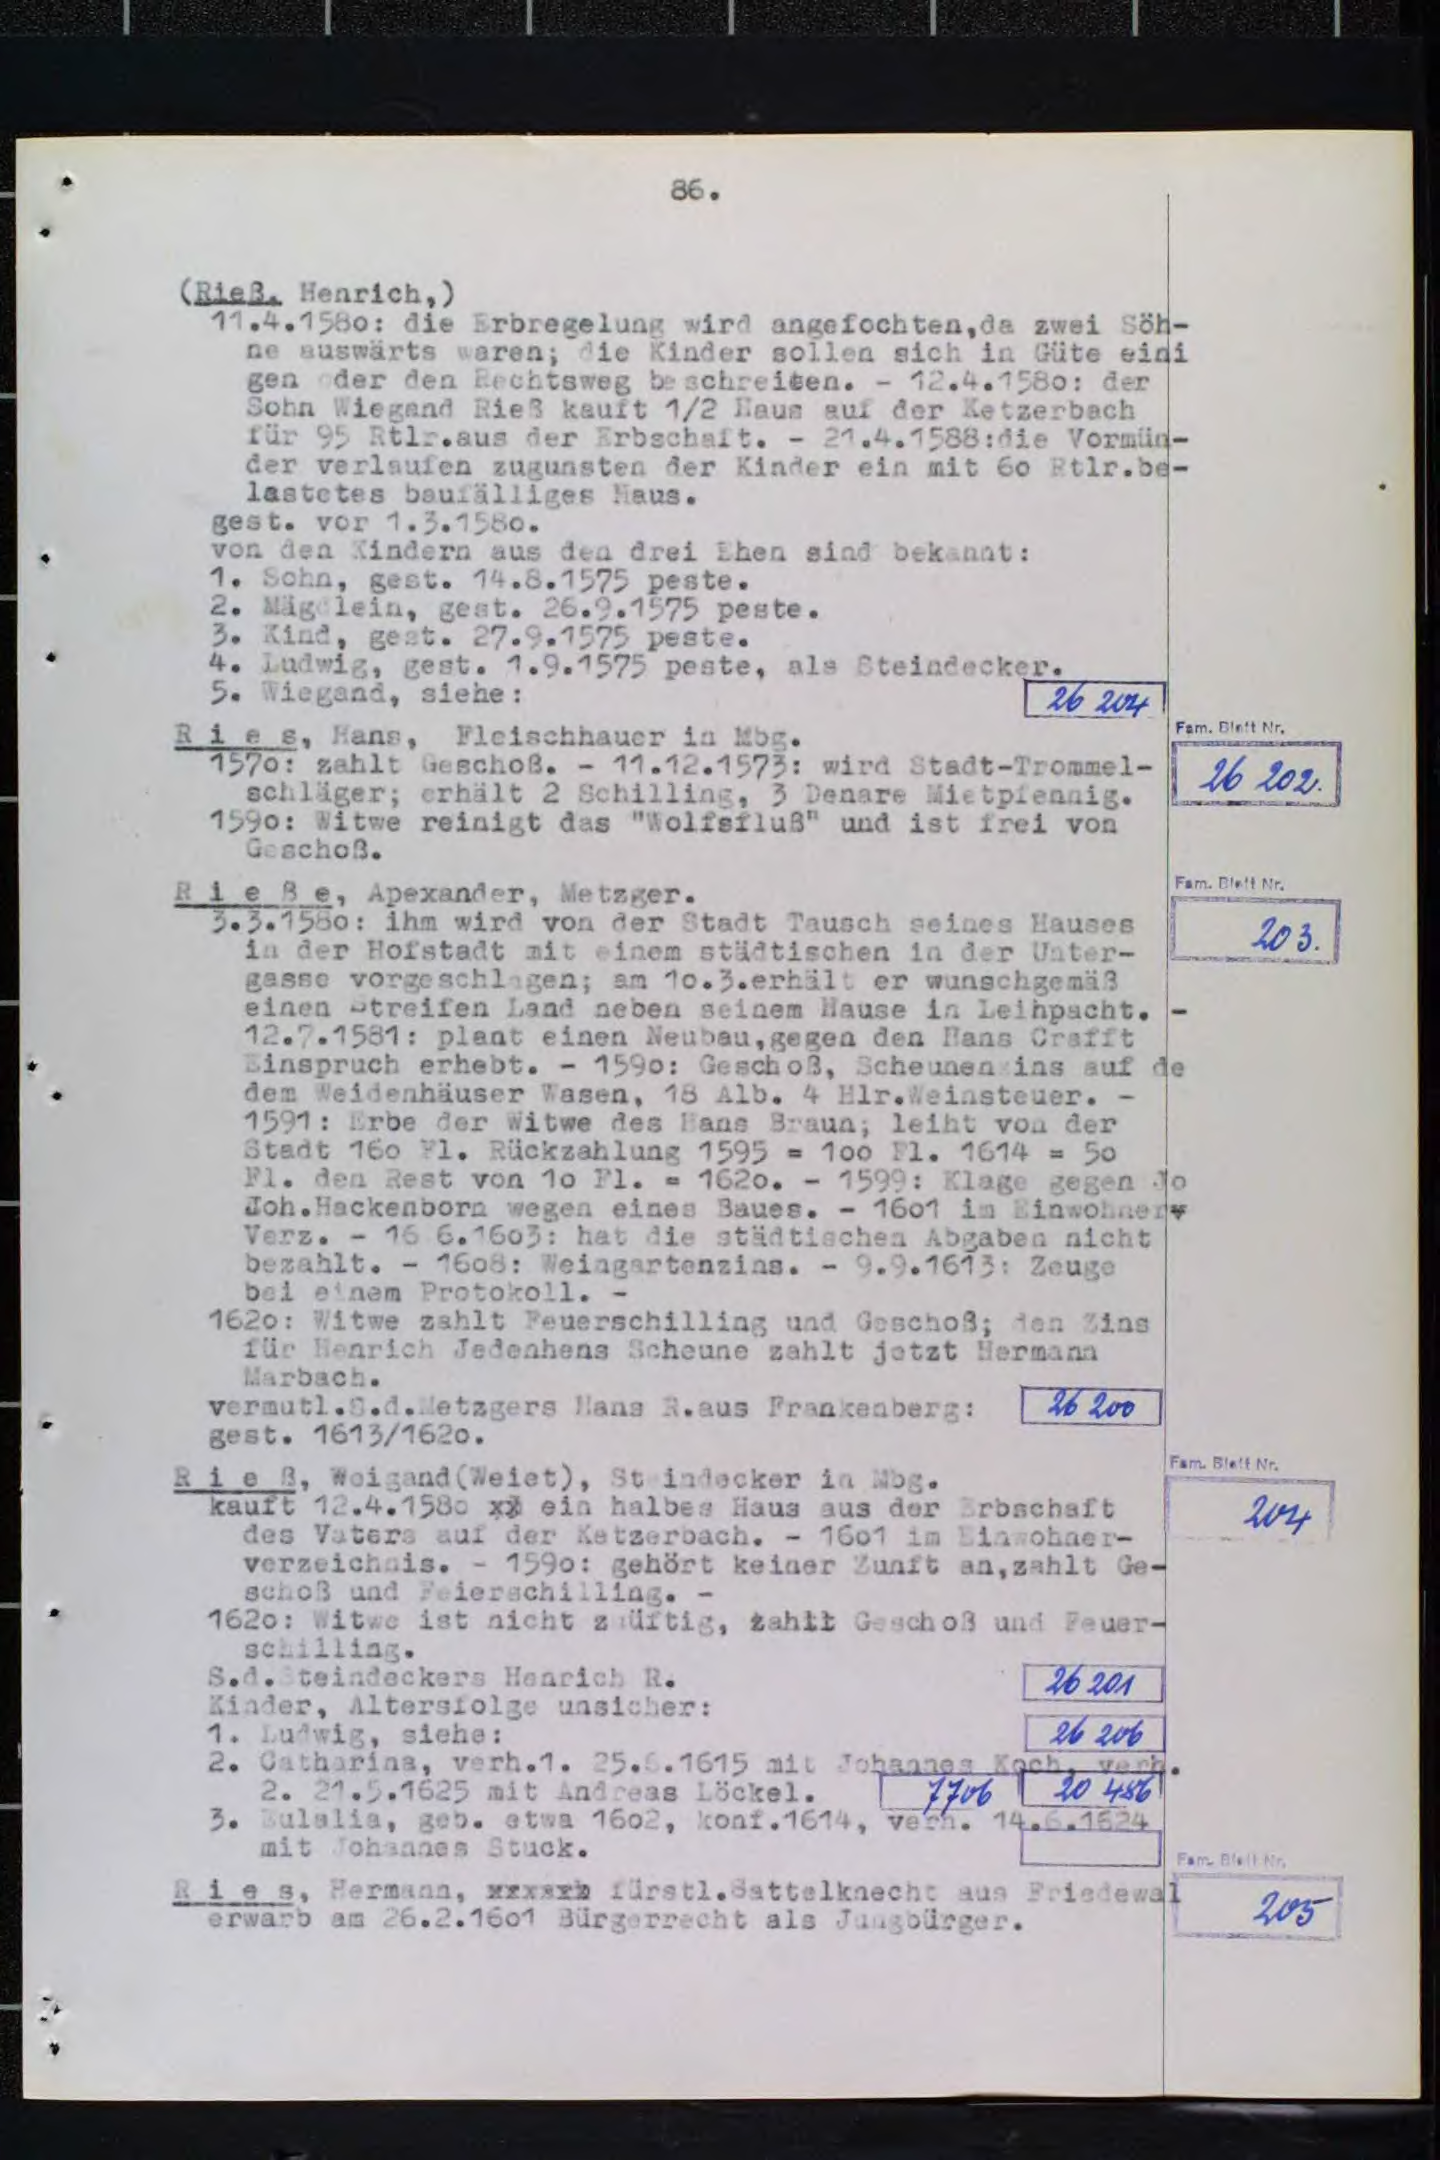 86.
(Rieß, Henrich,)
11.4.1580: die Erbregelung wird angefochten,da zwei Söh-
ne auswärts waren; die Kinder sollen sich in Güte eini
gen oder den Rechtsweg beschreiten. - 12.4.1580: der
Sohn Wiegand Rieß kauft 1/2 Haus auf der Ketzerbach
für 95 Rtlr.aus der Erbschaft. - 21.4.1588:die Vormün-
der verlaufen zugunsten der Kinder ein mit 60 Rtlr.be-
lastetes baufälliges Haus.
gest. vor 1.3.1580.
von den Kindern aus den drei Ehen sind bekannt:
1. Sohn, gest. 14.8.1575 peste.
2. Mägdlein, gest. 26.9.1575 peste.
3. Kind, gest. 27.9.1575 peste.
4. Ludwig, gest. 1.9.1575 peste, als Steindecker.
5. Wiegand, siehe: 26 204
R i e s, Hans, Fleischhauer in Mbg. Fam. Blatt Nr.
1570: zahlt Geschoß. - 11.12.1573: wird Stadt-Trommel- 26 202.
schläger; erhält 2 Schilling, 3 Denare Mietpfennig.
1590: Witwe reinigt das "Wolfsfluß" und ist frei von
Geschoß.
R i e ß e, Apexander, Metzger. Fam. Blatt Nr.
3.3.1580: ihm wird von der Stadt Tausch seines Hauses 203.
in der Hofstadt mit einem städtischen in der Unter-
gasse vorgeschlagen; am 10.3.erhält er wunschgemäß
einen Streifen Land neben seinem Hause in Leihpacht. -
12.7.1581: plant einen Neubau,gegen den Hans Crafft
Einspruch erhebt. - 1590: Geschoß, Scheunenzins auf de
dem Weidenhäuser Wasen, 18 Alb. 4 Hlr.Weinsteuer. -
1591: Erbe der Witwe des Hans Braun; leiht von der
Stadt 160 Fl. Rückzahlung 1595 = 100 Fl. 1614 = 50
Fl. den Rest von 10 Fl. = 1620. - 1599: Klage gegen Jo
Joh.Hackenborn wegen eines Baues. - 1601 im Einwohnerv
Verz. - 16 6.1603: hat die städtischen Abgaben nicht
bezahlt. - 1608: Weingartenzins. - 9.9.1613: Zeuge
bei einem Protokoll. -
1620: Witwe zahlt Feuerschilling und Geschoß; den Zins
für Henrich Jedenhens Scheune zahlt jetzt Hermann
Marbach.
vermutl.S.d.Metzgers Hans R.aus Frankenberg: 26 200
gest. 1613/1620.
R i e ß, Weigand(Weiet), Steindecker in Mbg. Fam. Blatt Nr.
kauft 12.4.1580 xx ein halbes Haus aus der Erbschaft 204
des Vaters auf der Ketzerbach. - 1601 im Einwohner-
verzeichnis. - 1590: gehört keiner Zunft an,zahlt Ge-
schoß und Feierschilling. -
1620: Witwe ist nicht zünftig, zahlt Geschoß und Feuer-
schilling.
S.d.Steindeckers Henrich R. 26 201
Kinder, Altersfolge unsicher:
1. Ludwig, siehe: 26 206
2. Catharina, verh.1. 25.6.1615 mit Johannes Koch, verh.
2. 21.5.1625 mit Andreas Löckel. 7706 20 486
3. Eulalia, geb. etwa 1602, konf.1614, verh. 14.6.1624
mit Johannes Stuck.
Fam. Blatt Nr.
R i e s, Hermann, xxxxxx fürstl.Sattelknecht aus Friedewal
erwarb am 26.2.1601 Bürgerrecht als Jungbürger. 205